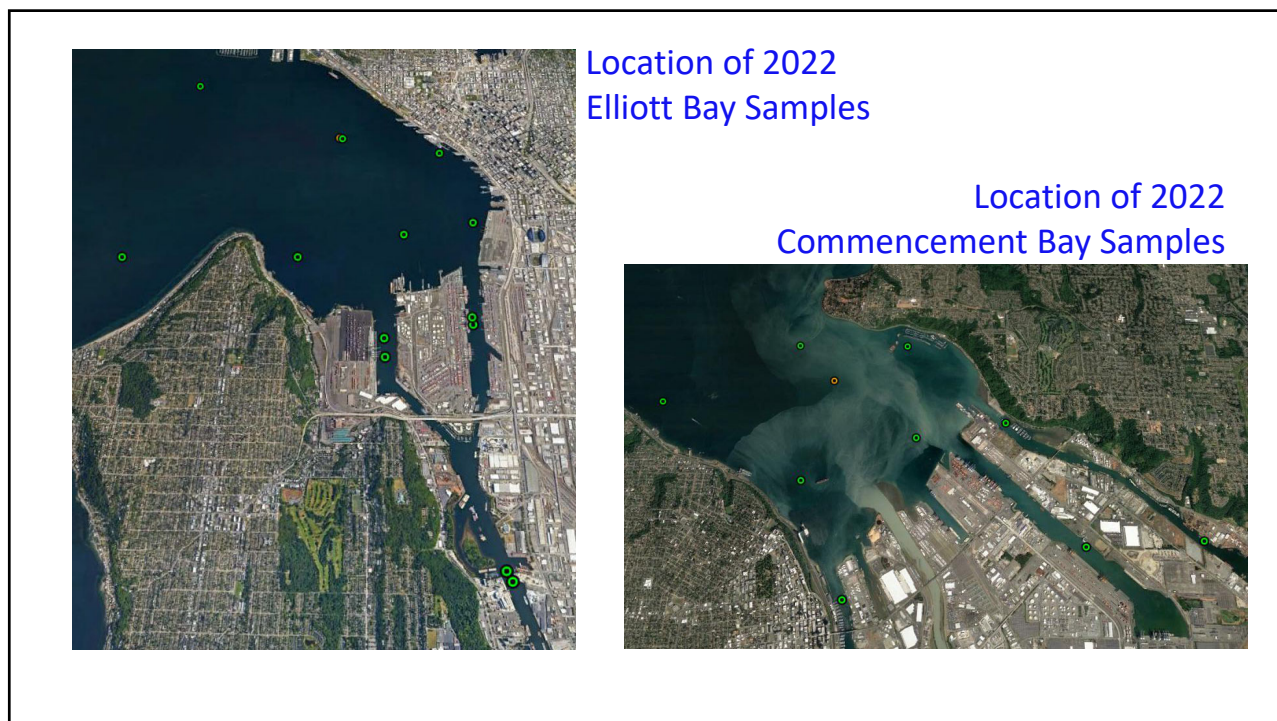 Location of 2022
Elliott Bay Samples
Location of 2022
Commencement Bay Samples